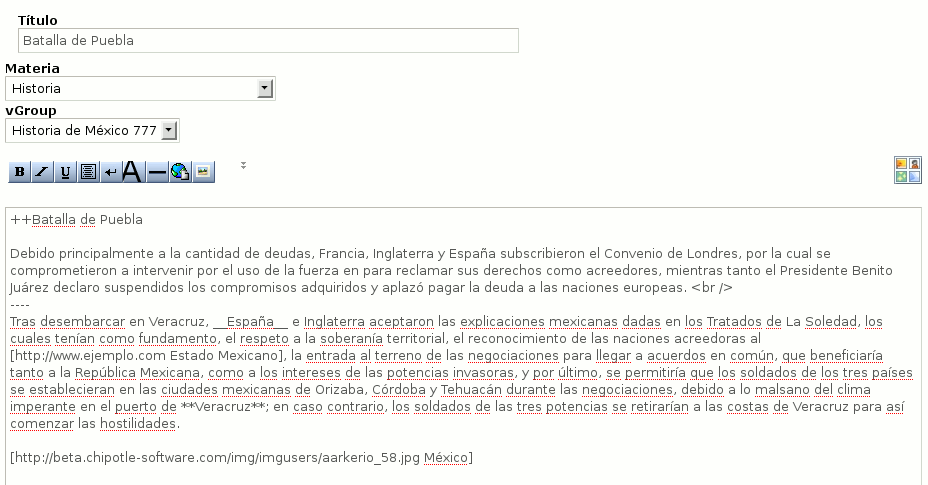 Título
Batalla de Puebla
Materia
Historia
vGroup
Historia de México 777
B I U A
++Batalla de Puebla
Debido principalmente a la cantidad de deudas, Francia, Inglaterra y España subscribieron el Convenio de Londres, por la cual se
comprometieron a intervenir por el uso de la fuerza en para reclamar sus derechos como acreedores, mientras tanto el Presidente Benito
Juárez declaro suspendidos los compromisos adquiridos y aplazó pagar la deuda a las naciones europeas. <br />
----
Tras desembarcar en Veracruz, __España__ e Inglaterra aceptaron las explicaciones mexicanas dadas en los Tratados de La Soledad, los
cuales tenían como fundamento, el respeto a la soberanía territorial, el reconocimiento de las naciones acreedoras al
[http://www.ejemplo.com Estado Mexicano], la entrada al terreno de las negociaciones para llegar a acuerdos en común, que beneficiaría
tanto a la República Mexicana, como a los intereses de las potencias invasoras, y por último, se permitiría que los soldados de los tres países
se establecieran en las ciudades mexicanas de Orizaba, Córdoba y Tehuacán durante las negociaciones, debido a lo malsano del clima
imperante en el puerto de **Veracruz**; en caso contrario, los soldados de las tres potencias se retirarían a las costas de Veracruz para así
comenzar las hostilidades.
[http://beta.chipotle-software.com/img/imgusers/aarkerio_58.jpg México]